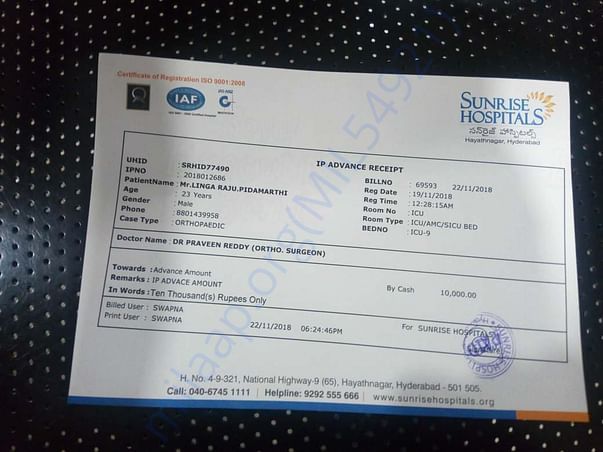 Certificate of Registration ISO 9001:2008
IAF
SUNRISE
HOSPITALS
సన్‌రైజ్ హాస్పిటల్స్
Hayathnagar, Hyderabad
IP ADVANCE RECEIPT
UHID : SRHID77490
IPNO : 2018012686
PatientName : Mr.LINGA RAJU.PIDAMARTHI
Age : 23 Years
Gender : Male
Phone : 8801439958
Case Type : ORTHOPAEDIC
BILLNO : 69593 22/11/2018
Reg Date : 19/11/2018
Reg Time : 12:28:15AM
Room No : ICU
Room Type : ICU/AMC/SICU BED
BEDNO : ICU-9
Doctor Name : DR PRAVEEN REDDY (ORTHO. SURGEON)
Towards : Advance Amount
Remarks : IP ADVACE AMOUNT
By Cash 10,000.00
In Words : Ten Thousand(s) Rupees Only
Billed User : SWAPNA
Print User : SWAPNA
22/11/2018 06:24:46PM
For SUNRISE HOSPITALS
H. No. 4-9-321, National Highway-9 (65), Hayathnagar, Hyderabad - 501 505.
Call: 040-6745 1111 | Helpline: 9292 555 666 | www.sunrisehospitals.org
milaap.org(MIL54921)